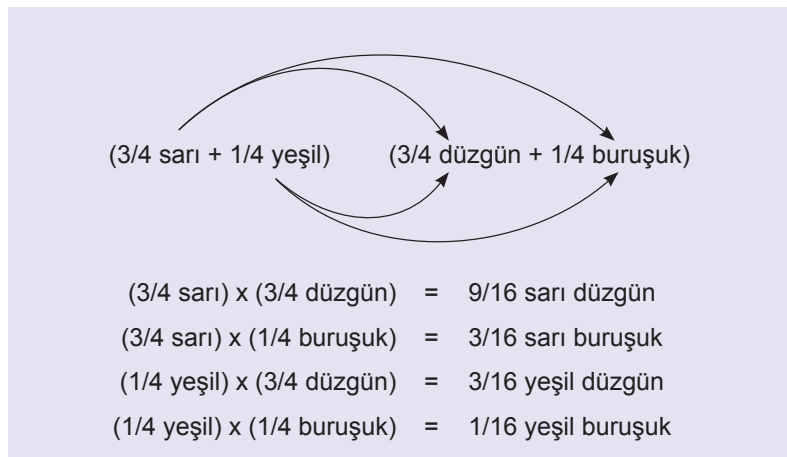 (3/4 sarı + 1/4 yeşil) (3/4 düzgün + 1/4 buruşuk)
(3/4 sarı) x (3/4 düzgün) = 9/16 sarı düzgün
(3/4 sarı) x (1/4 buruşuk) = 3/16 sarı buruşuk
(1/4 yeşil) x (3/4 düzgün) = 3/16 yeşil düzgün
(1/4 yeşil) x (1/4 buruşuk) = 1/16 yeşil buruşuk